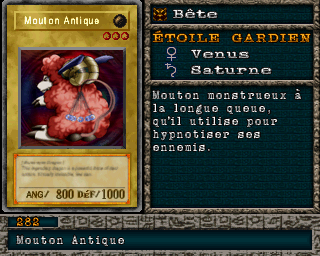 Mouton Antique
Bête
ÉTOILE GARDIEN
Venus
Saturne
Mouton monstrueux à
la longue queue,
qu'il utilise pour
hypnotiser ses
ennemis.
ANG/ 800 DÉF/1000
282
Mouton Antique